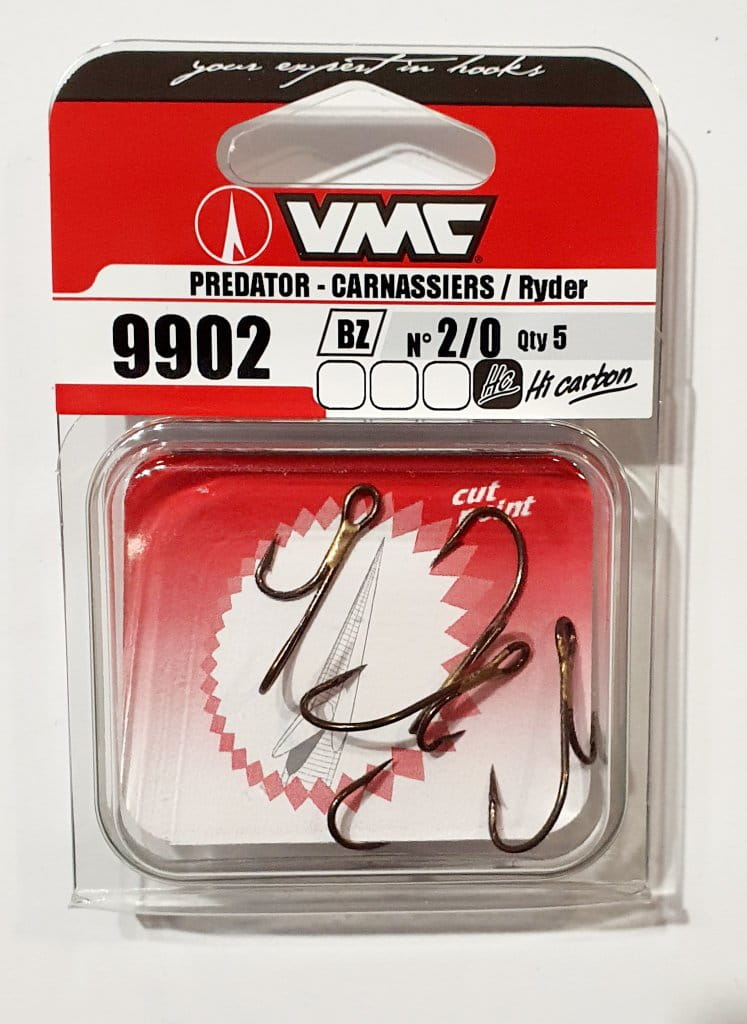 your expert in hooks
VMC
PREDATOR - CARNASSIERS / Ryder
9902
BZ N° 2/0 Qty 5
Hc Hi carbon
cut
point